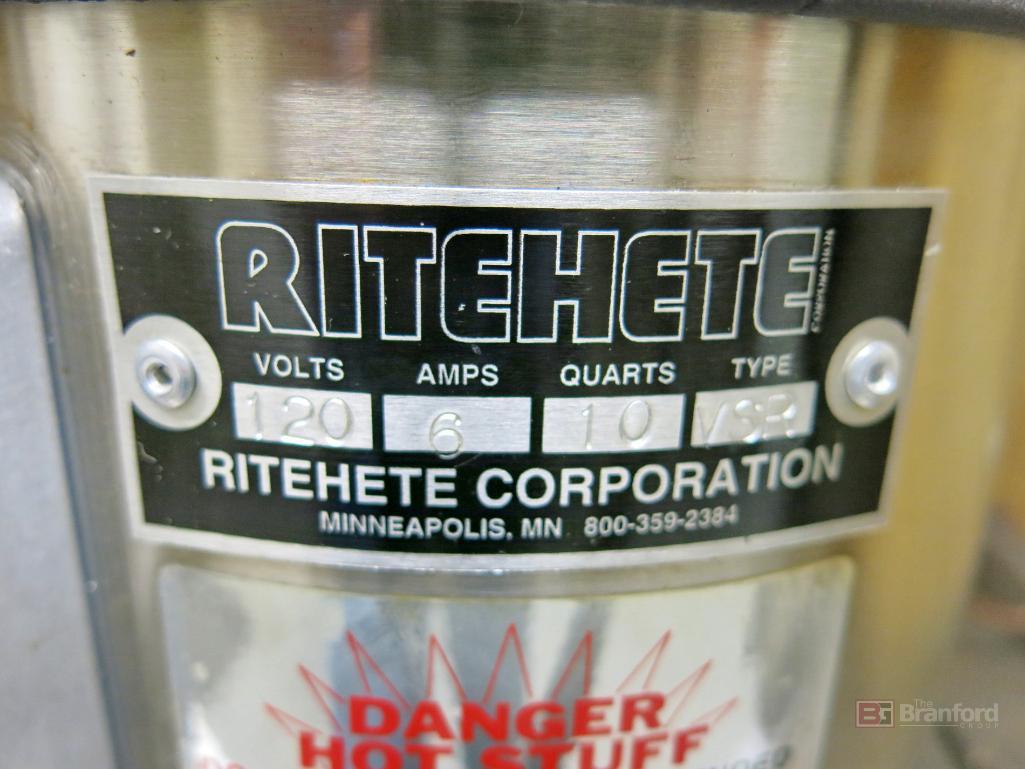 RITEHETE
CORPORATION
VOLTS AMPS QUARTS TYPE
120 6 10 VSR
RITEHETE CORPORATION
MINNEAPOLIS, MN 800-359-2384
DANGER
HOT STUFF
The
Branford
GROUP